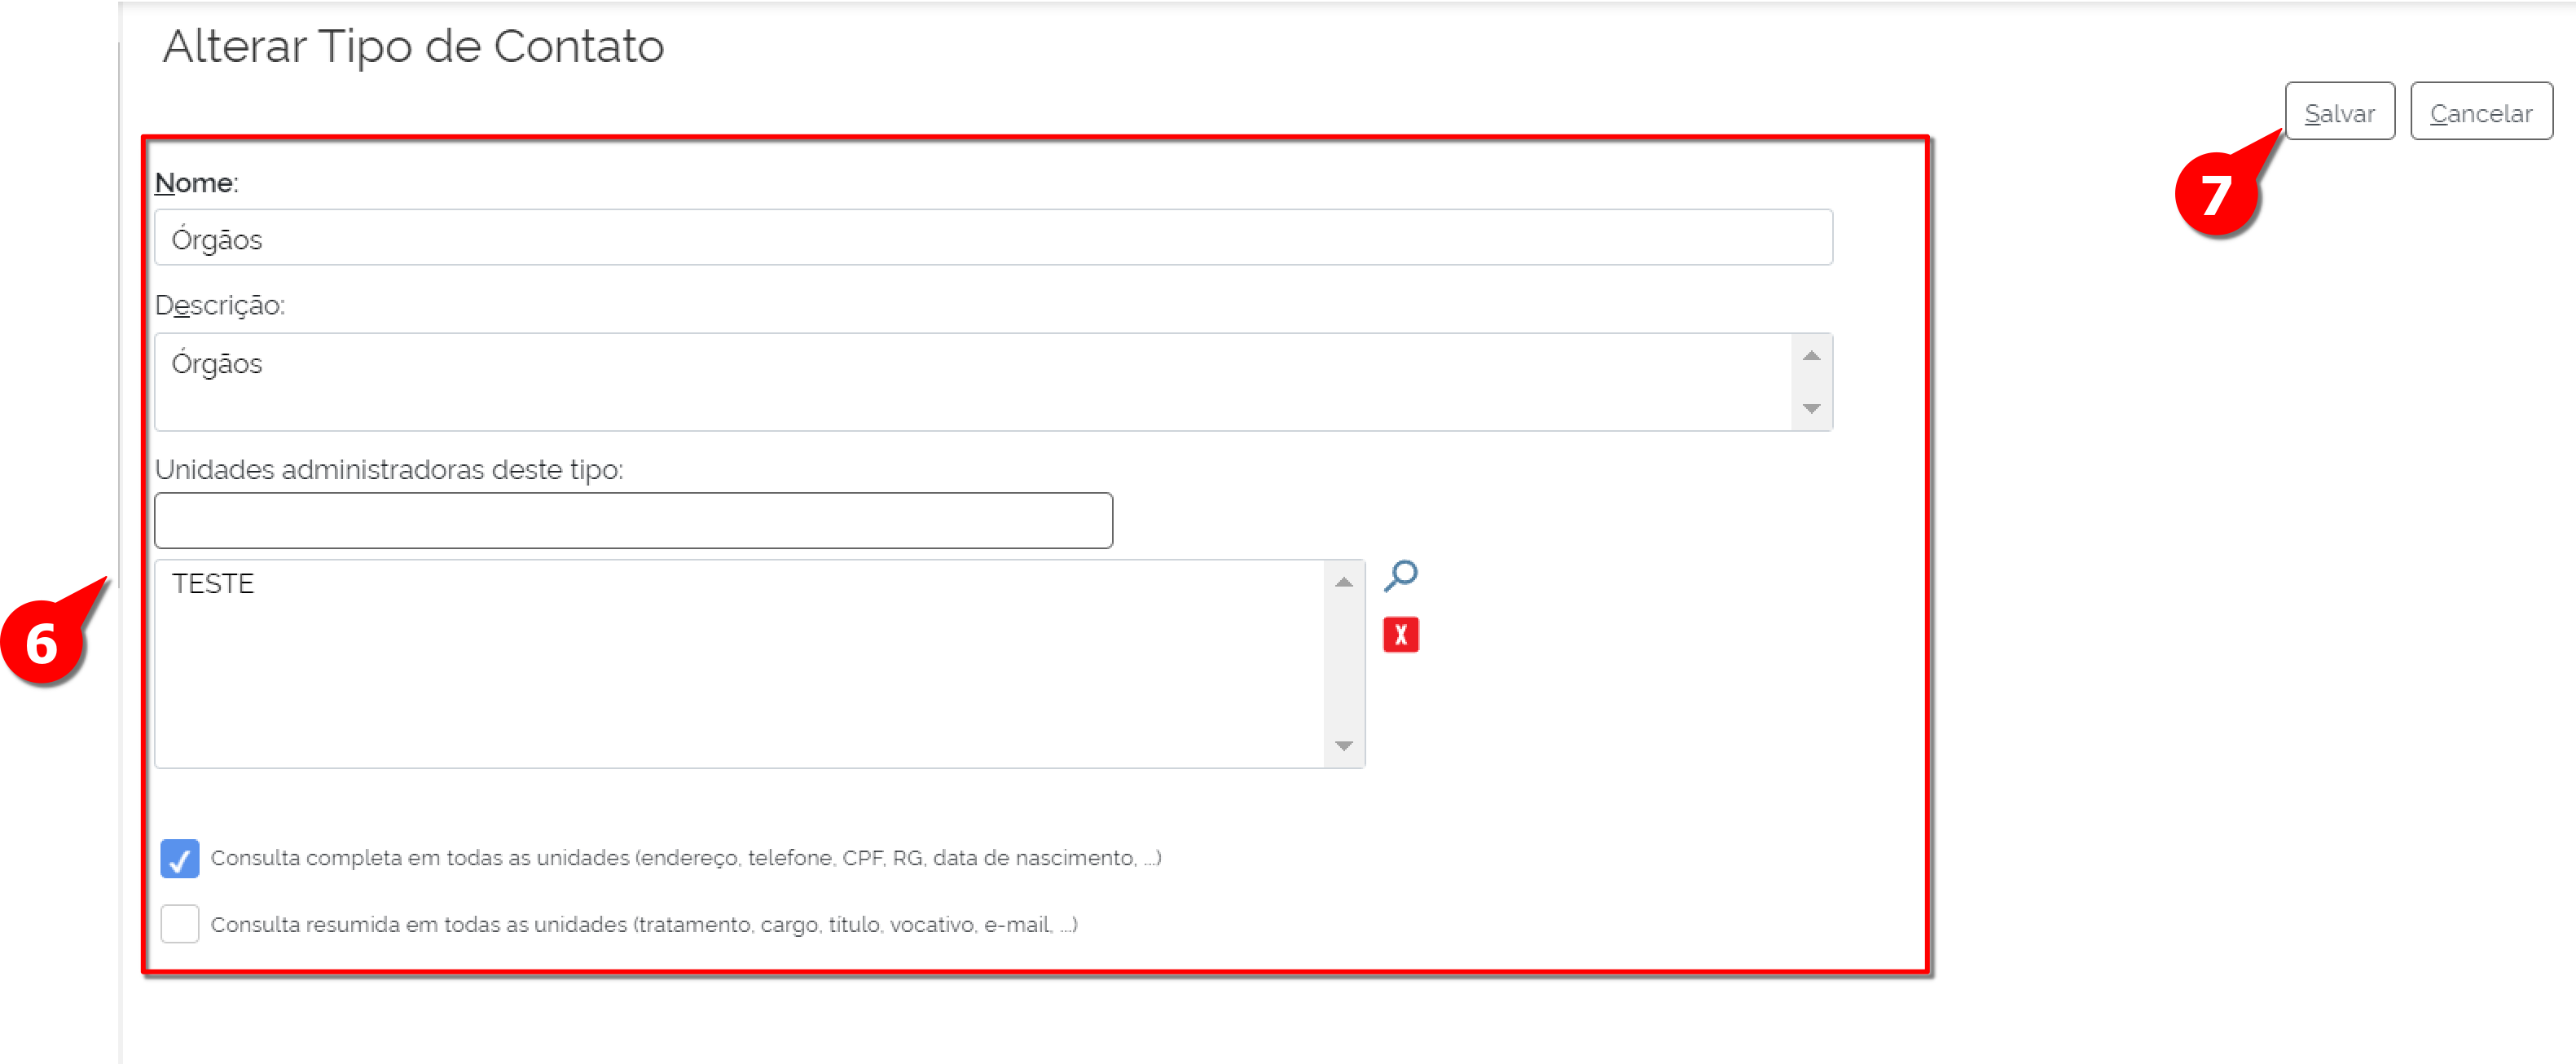 Alterar Tipo de Contato
Salvar Cancelar
7
Nome:
Órgãos
Descrição:
Órgãos
Unidades administradoras deste tipo:
TESTE
X
6
Consulta completa em todas as unidades (endereço, telefone, CPF, RG, data de nascimento, ...)
Consulta resumida em todas as unidades (tratamento, cargo, título, vocativo, e-mail, ...)